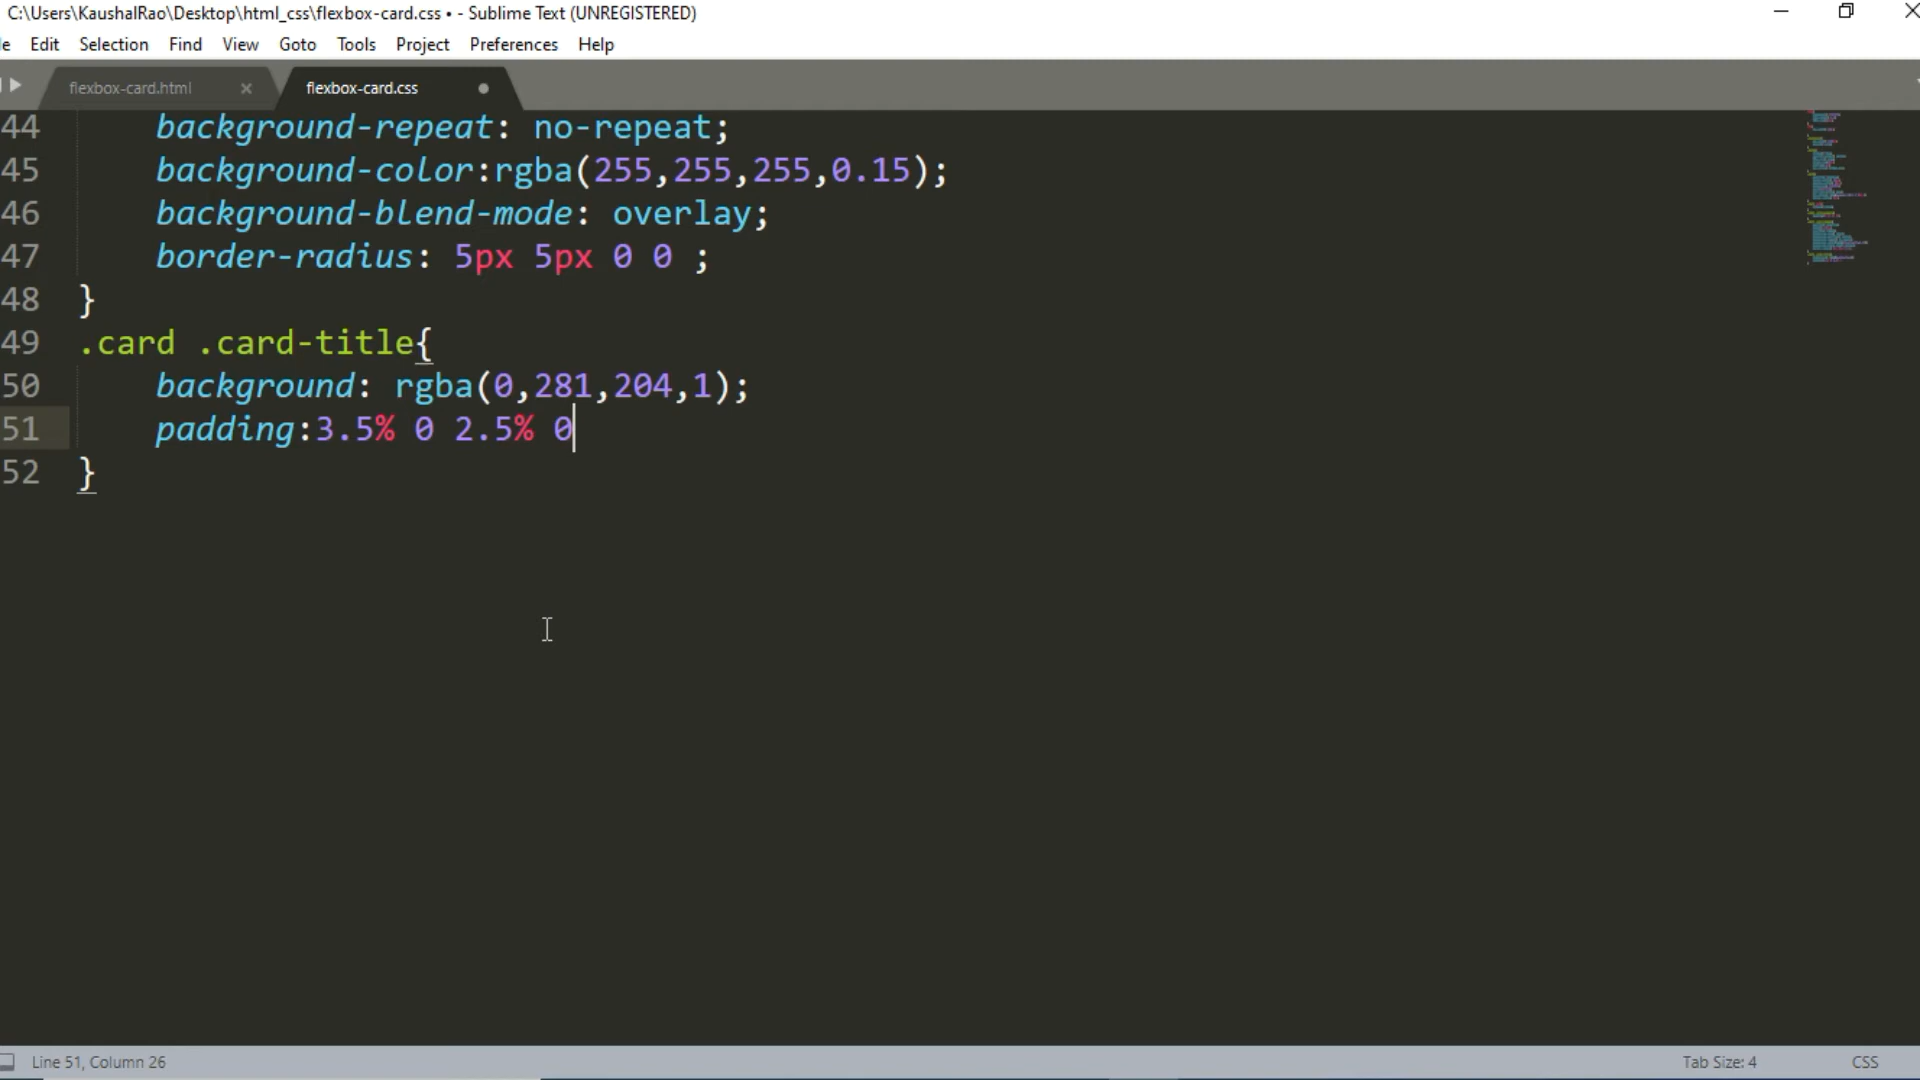 C:\Users\KaushalRao\Desktop\html_css\flexbox-card.css • - Sublime Text (UNREGISTERED)
e Edit Selection Find View Goto Tools Project Preferences Help
flexbox-card.html × flexbox-card.css
44 background-repeat: no-repeat;
45 background-color:rgba(255,255,255,0.15);
46 background-blend-mode: overlay;
47 border-radius: 5px 5px 0 0 ;
48 }
49 .card .card-title{
50 background: rgba(0,281,204,1);
51 padding:3.5% 0 2.5% 0
52 }
Line 51, Column 26
Tab Size: 4 CSS